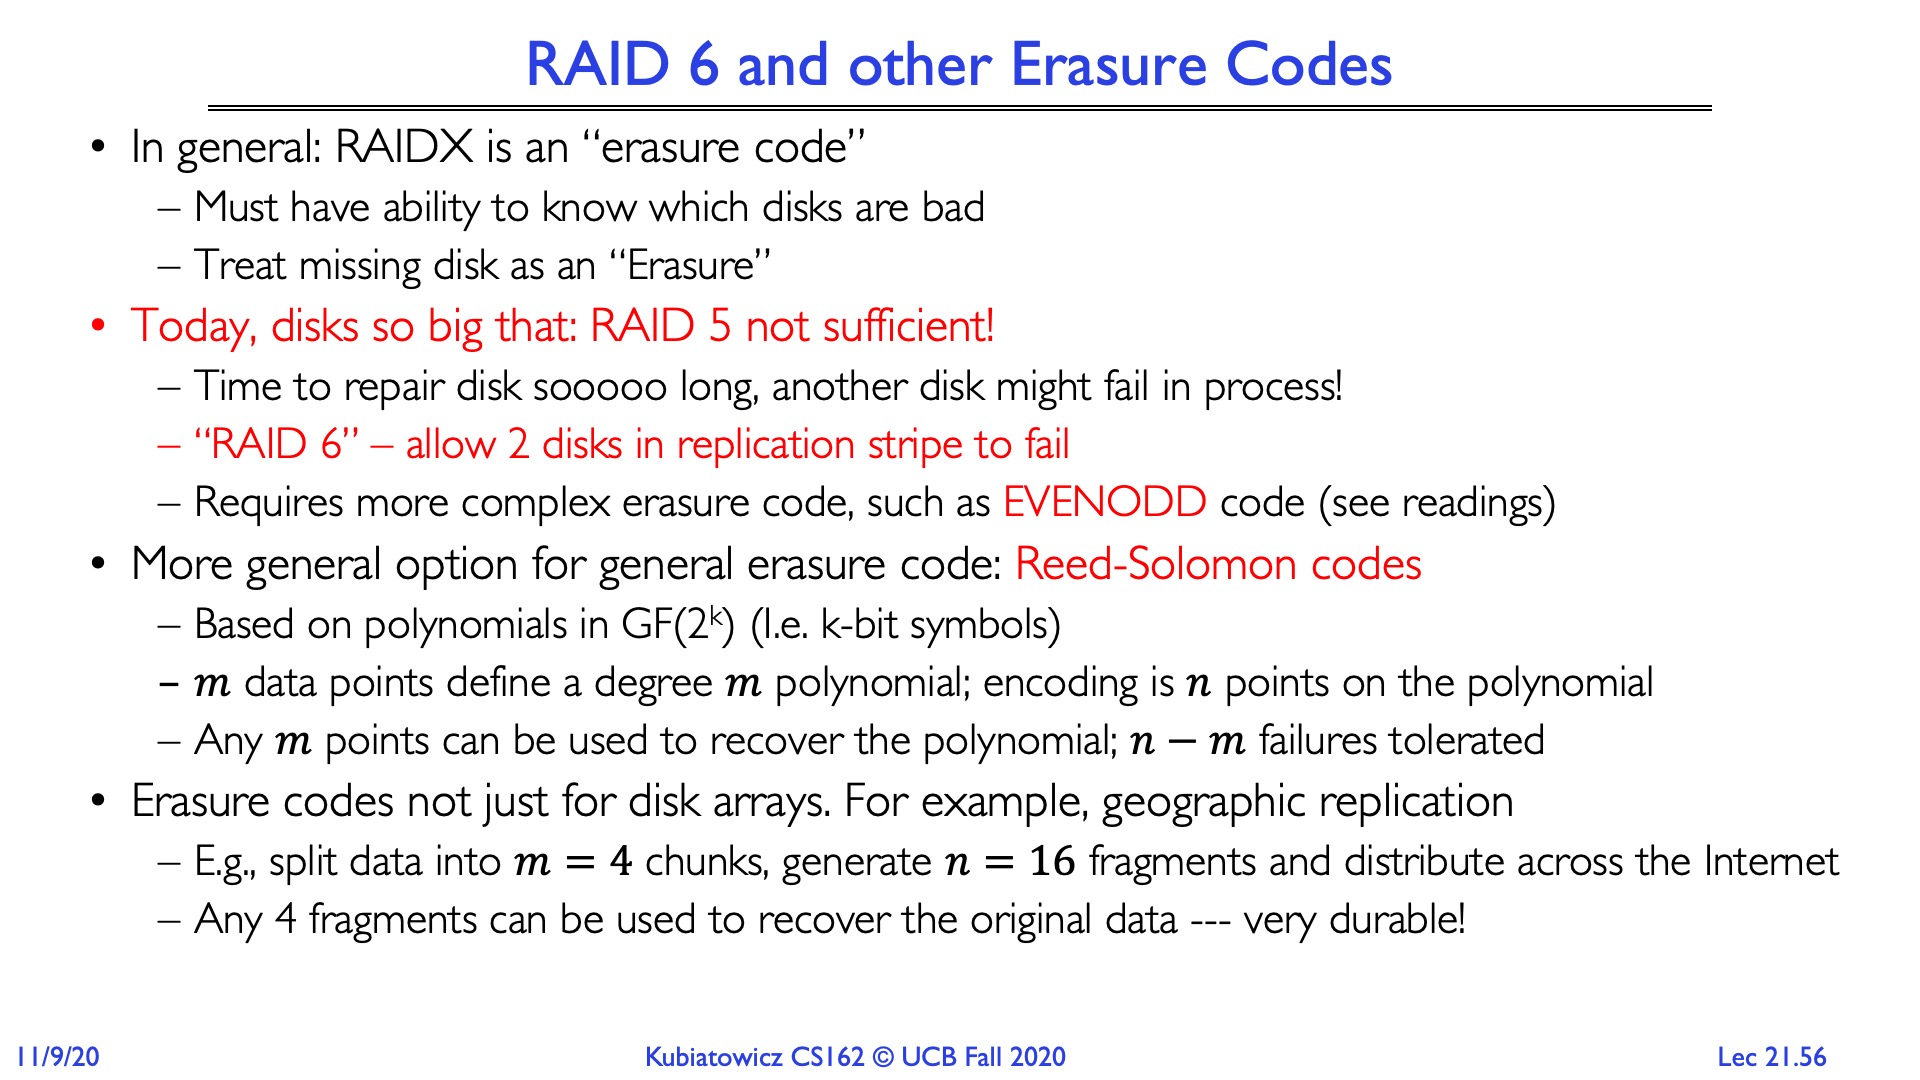 RAID 6 and other Erasure Codes
• In general: RAIDX is an “erasure code”
– Must have ability to know which disks are bad
– Treat missing disk as an “Erasure”
• Today, disks so big that: RAID 5 not sufficient!
– Time to repair disk sooooo long, another disk might fail in process!
– “RAID 6” – allow 2 disks in replication stripe to fail
– Requires more complex erasure code, such as EVENODD code (see readings)
• More general option for general erasure code: Reed-Solomon codes
– Based on polynomials in GF(2ᵏ) (I.e. k-bit symbols)
– m data points define a degree m polynomial; encoding is n points on the polynomial
– Any m points can be used to recover the polynomial; n − m failures tolerated
• Erasure codes not just for disk arrays. For example, geographic replication
– E.g., split data into m = 4 chunks, generate n = 16 fragments and distribute across the Internet
– Any 4 fragments can be used to recover the original data --- very durable!
11/9/20 Kubiatowicz CS162 © UCB Fall 2020 Lec 21.56